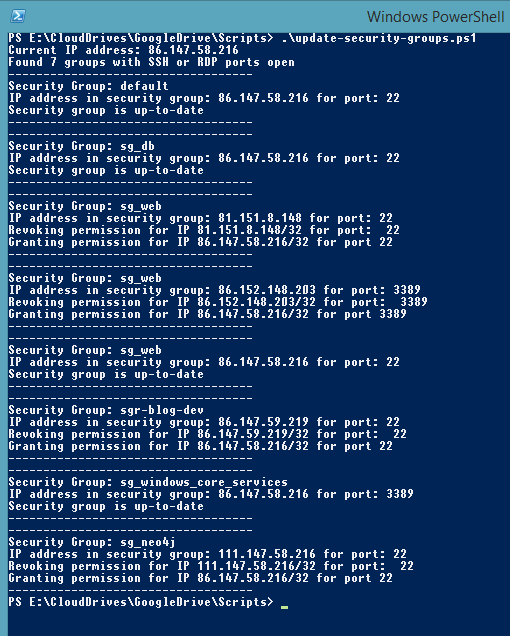 Windows PowerShell
PS E:\CloudDrives\GoogleDrive\Scripts> .\update-security-groups.ps1
Current IP address: 86.147.58.216
Found 7 groups with SSH or RDP ports open
-----------------------------------
Security Group: default
IP address in security group: 86.147.58.216 for port: 22
Security group is up-to-date
-----------------------------------
-----------------------------------
Security Group: sg_db
IP address in security group: 86.147.58.216 for port: 22
Security group is up-to-date
-----------------------------------
-----------------------------------
Security Group: sg_web
IP address in security group: 81.151.8.148 for port: 22
Revoking permission for IP 81.151.8.148/32 for port:  22
Granting permission for IP 86.147.58.216/32 for port 22
-----------------------------------
-----------------------------------
Security Group: sg_web
IP address in security group: 86.152.148.203 for port: 3389
Revoking permission for IP 86.152.148.203/32 for port:  3389
Granting permission for IP 86.147.58.216/32 for port 3389
-----------------------------------
-----------------------------------
Security Group: sg_web
IP address in security group: 86.147.58.216 for port: 22
Security group is up-to-date
-----------------------------------
-----------------------------------
Security Group: sgr-blog-dev
IP address in security group: 86.147.59.219 for port: 22
Revoking permission for IP 86.147.59.219/32 for port:  22
Granting permission for IP 86.147.58.216/32 for port 22
-----------------------------------
-----------------------------------
Security Group: sg_windows_core_services
IP address in security group: 86.147.58.216 for port: 3389
Security group is up-to-date
-----------------------------------
-----------------------------------
Security Group: sg_neo4j
IP address in security group: 111.147.58.216 for port: 22
Revoking permission for IP 111.147.58.216/32 for port:  22
Granting permission for IP 86.147.58.216/32 for port 22
-----------------------------------
PS E:\CloudDrives\GoogleDrive\Scripts> _